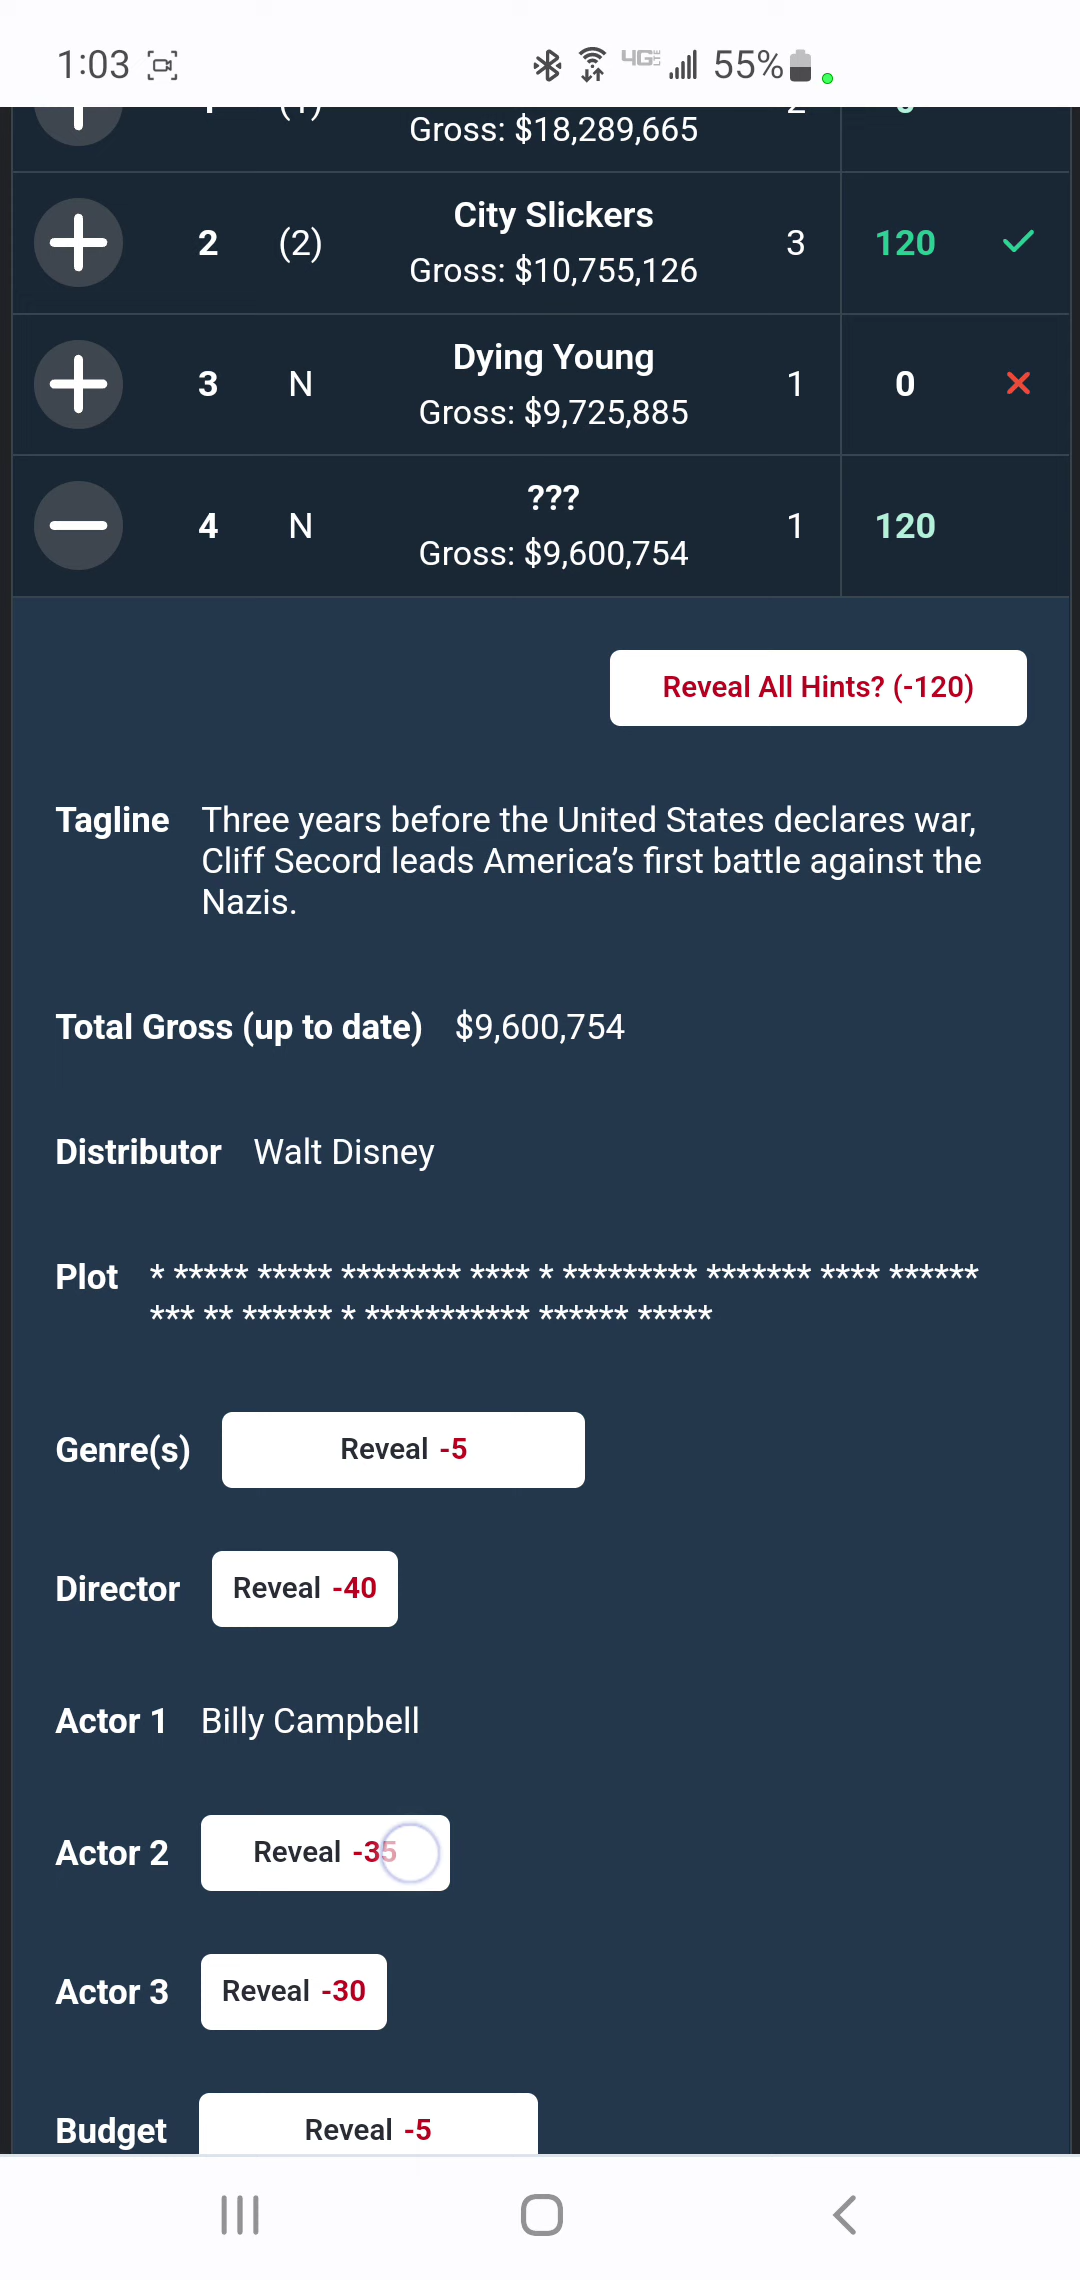 1:03 4G LTE 55%
Gross: $18,289,665
2 (2) City Slickers 3 120
Gross: $10,755,126
3 N Dying Young 1 0
Gross: $9,725,885
4 N ??? 1 120
Gross: $9,600,754
Reveal All Hints? (-120)
Tagline Three years before the United States declares war,
Cliff Secord leads America’s first battle against the
Nazis.
Total Gross (up to date) $9,600,754
Distributor Walt Disney
Plot * ***** ***** ******** **** * ********* ******* **** ******
*** ** ****** * *********** ****** *****
Genre(s) Reveal -5
Director Reveal -40
Actor 1 Billy Campbell
Actor 2 Reveal -35
Actor 3 Reveal -30
Budget Reveal -5